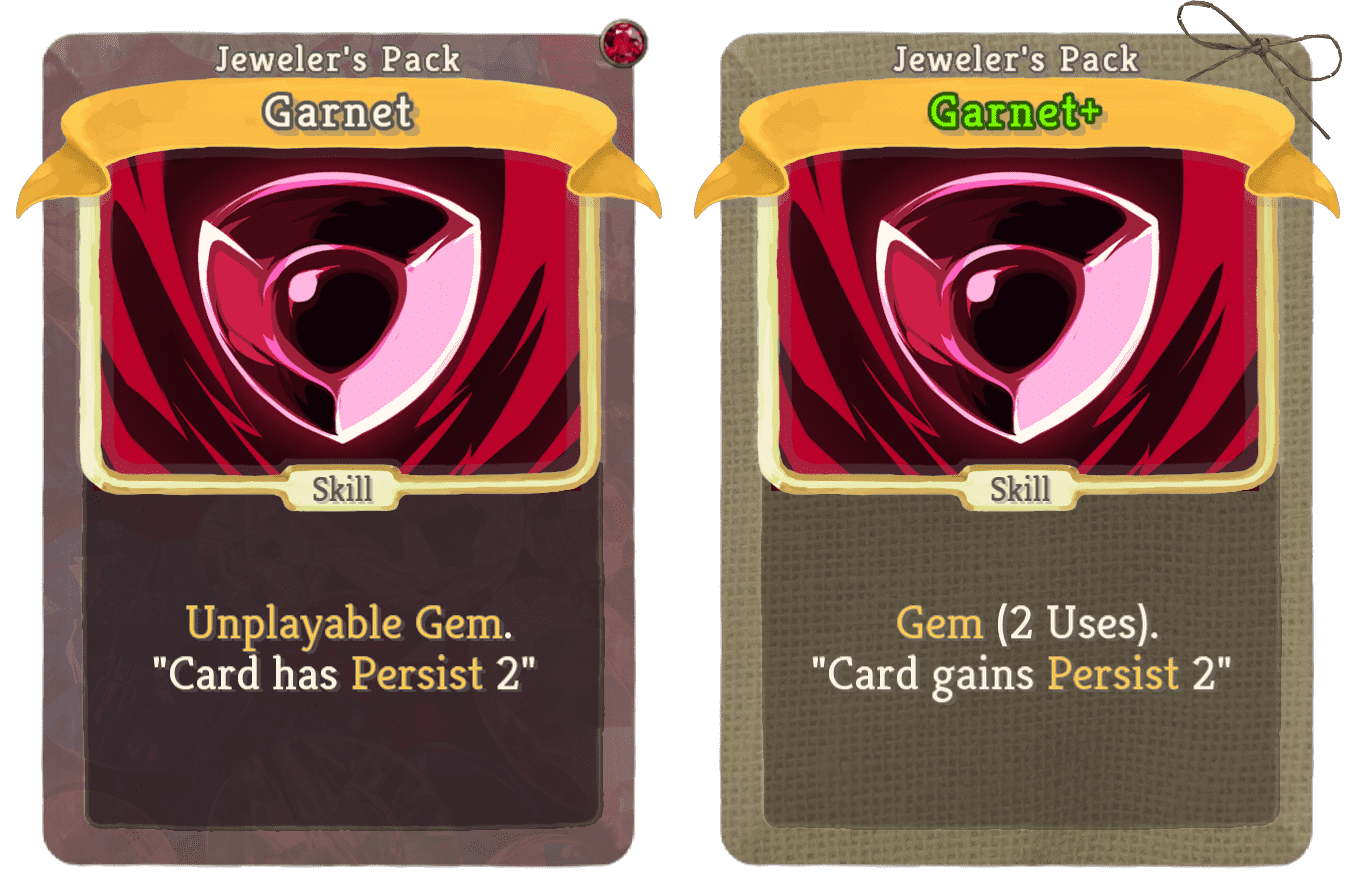 Jeweler's Pack
Garnet
Skill
Unplayable Gem.
"Card has Persist 2"
Jeweler's Pack
Garnet+
Skill
Gem (2 Uses).
"Card gains Persist 2"